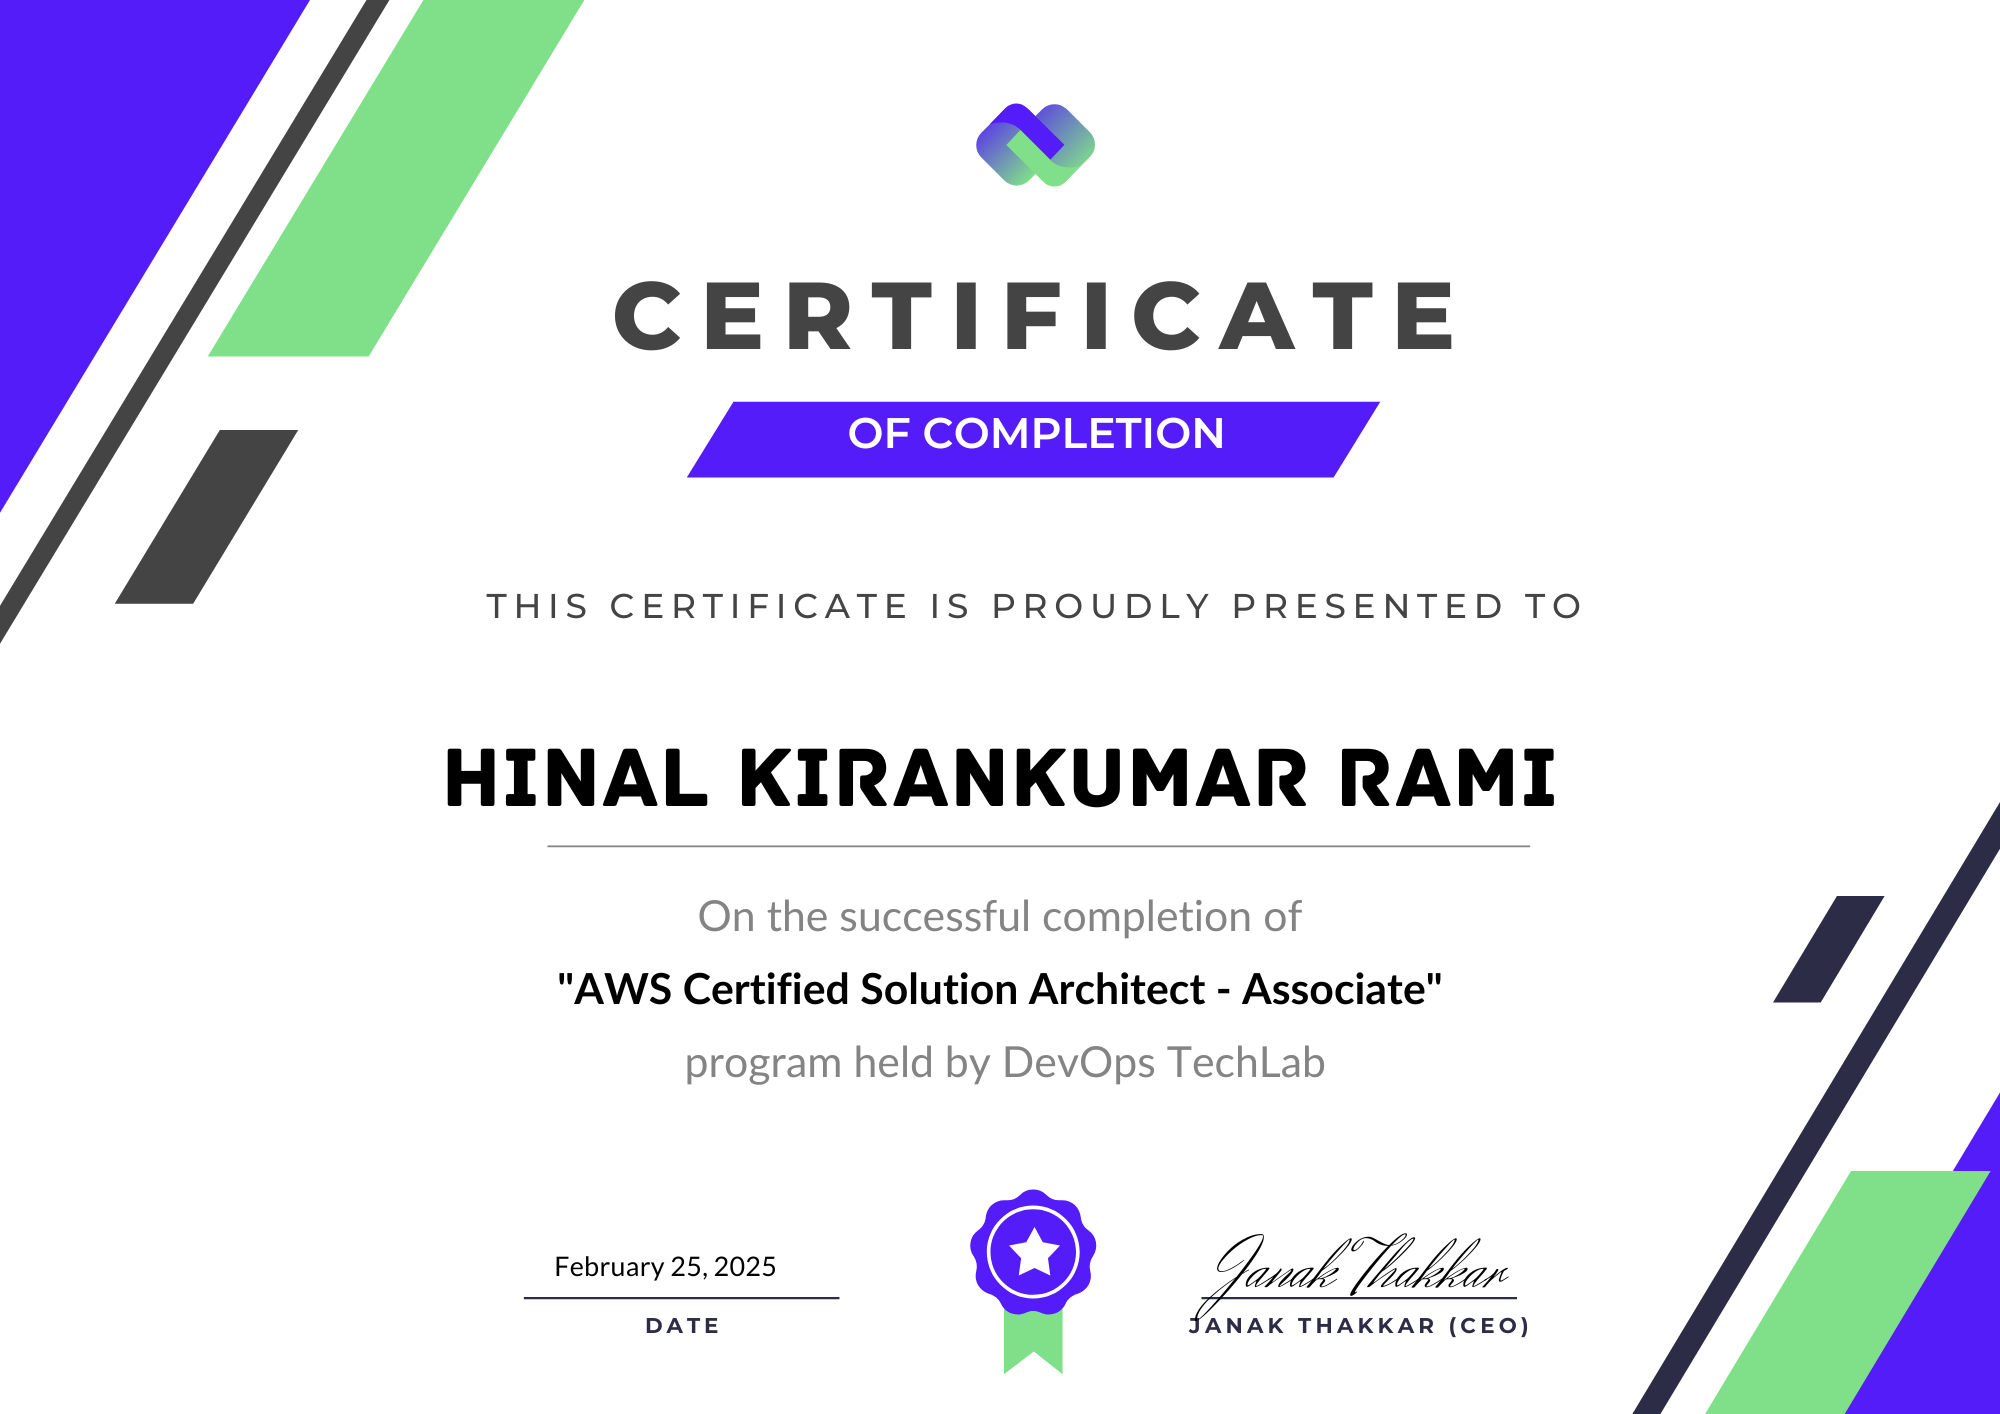 CERTIFICATE
OF COMPLETION
THIS CERTIFICATE IS PROUDLY PRESENTED TO
HINAL KIRANKUMAR RAMI
On the successful completion of
"AWS Certified Solution Architect - Associate"
program held by DevOps TechLab
February 25, 2025
DATE
Janak Thakkar
JANAK THAKKAR (CEO)